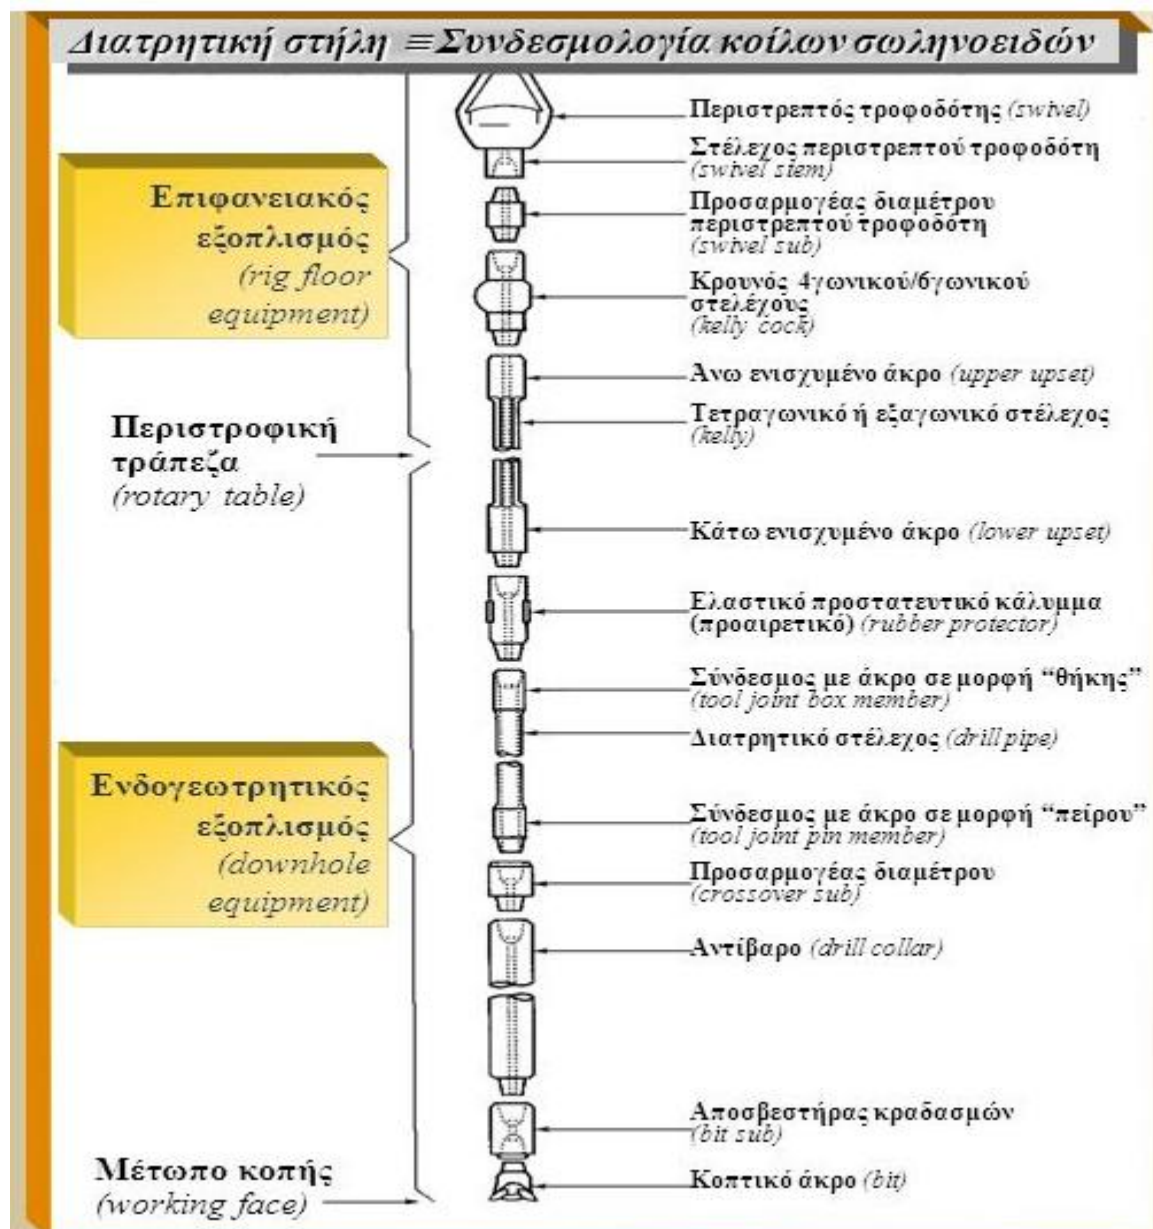 Διατρητική στήλη ≡Συνδεσμολογία κοίλων σωληνοειδών
Επιφανειακός
εξοπλισμός
(rig floor
equipment)
Περιστροφική
τράπεζα
(rotary table)
Ενδογεωτρητικός
εξοπλισμός
(downhole
equipment)
Μέτωπο κοπής
(working face)
Περιστρεπτός τροφοδότης (swivel)
Στέλεχος περιστρεπτού τροφοδότη
(swivel stem)
Προσαρμογέας διαμέτρου
περιστρεπτού τροφοδότη
(swivel sub)
Κρουνός 4γωνικού/6γωνικού
στελέχους
(kelly cock)
Άνω ενισχυμένο άκρο (upper upset)
Τετραγωνικό ή εξαγωνικό στέλεχος
(kelly)
Κάτω ενισχυμένο άκρο (lower upset)
Ελαστικό προστατευτικό κάλυμμα
(προαιρετικό) (rubber protector)
Σύνδεσμος με άκρο σε μορφή “θήκης”
(tool joint box member)
Διατρητικό στέλεχος (drill pipe)
Σύνδεσμος με άκρο σε μορφή “πείρου”
(tool joint pin member)
Προσαρμογέας διαμέτρου
(crossover sub)
Αντίβαρο (drill collar)
Αποσβεστήρας κραδασμών
(bit sub)
Κοπτικό άκρο (bit)